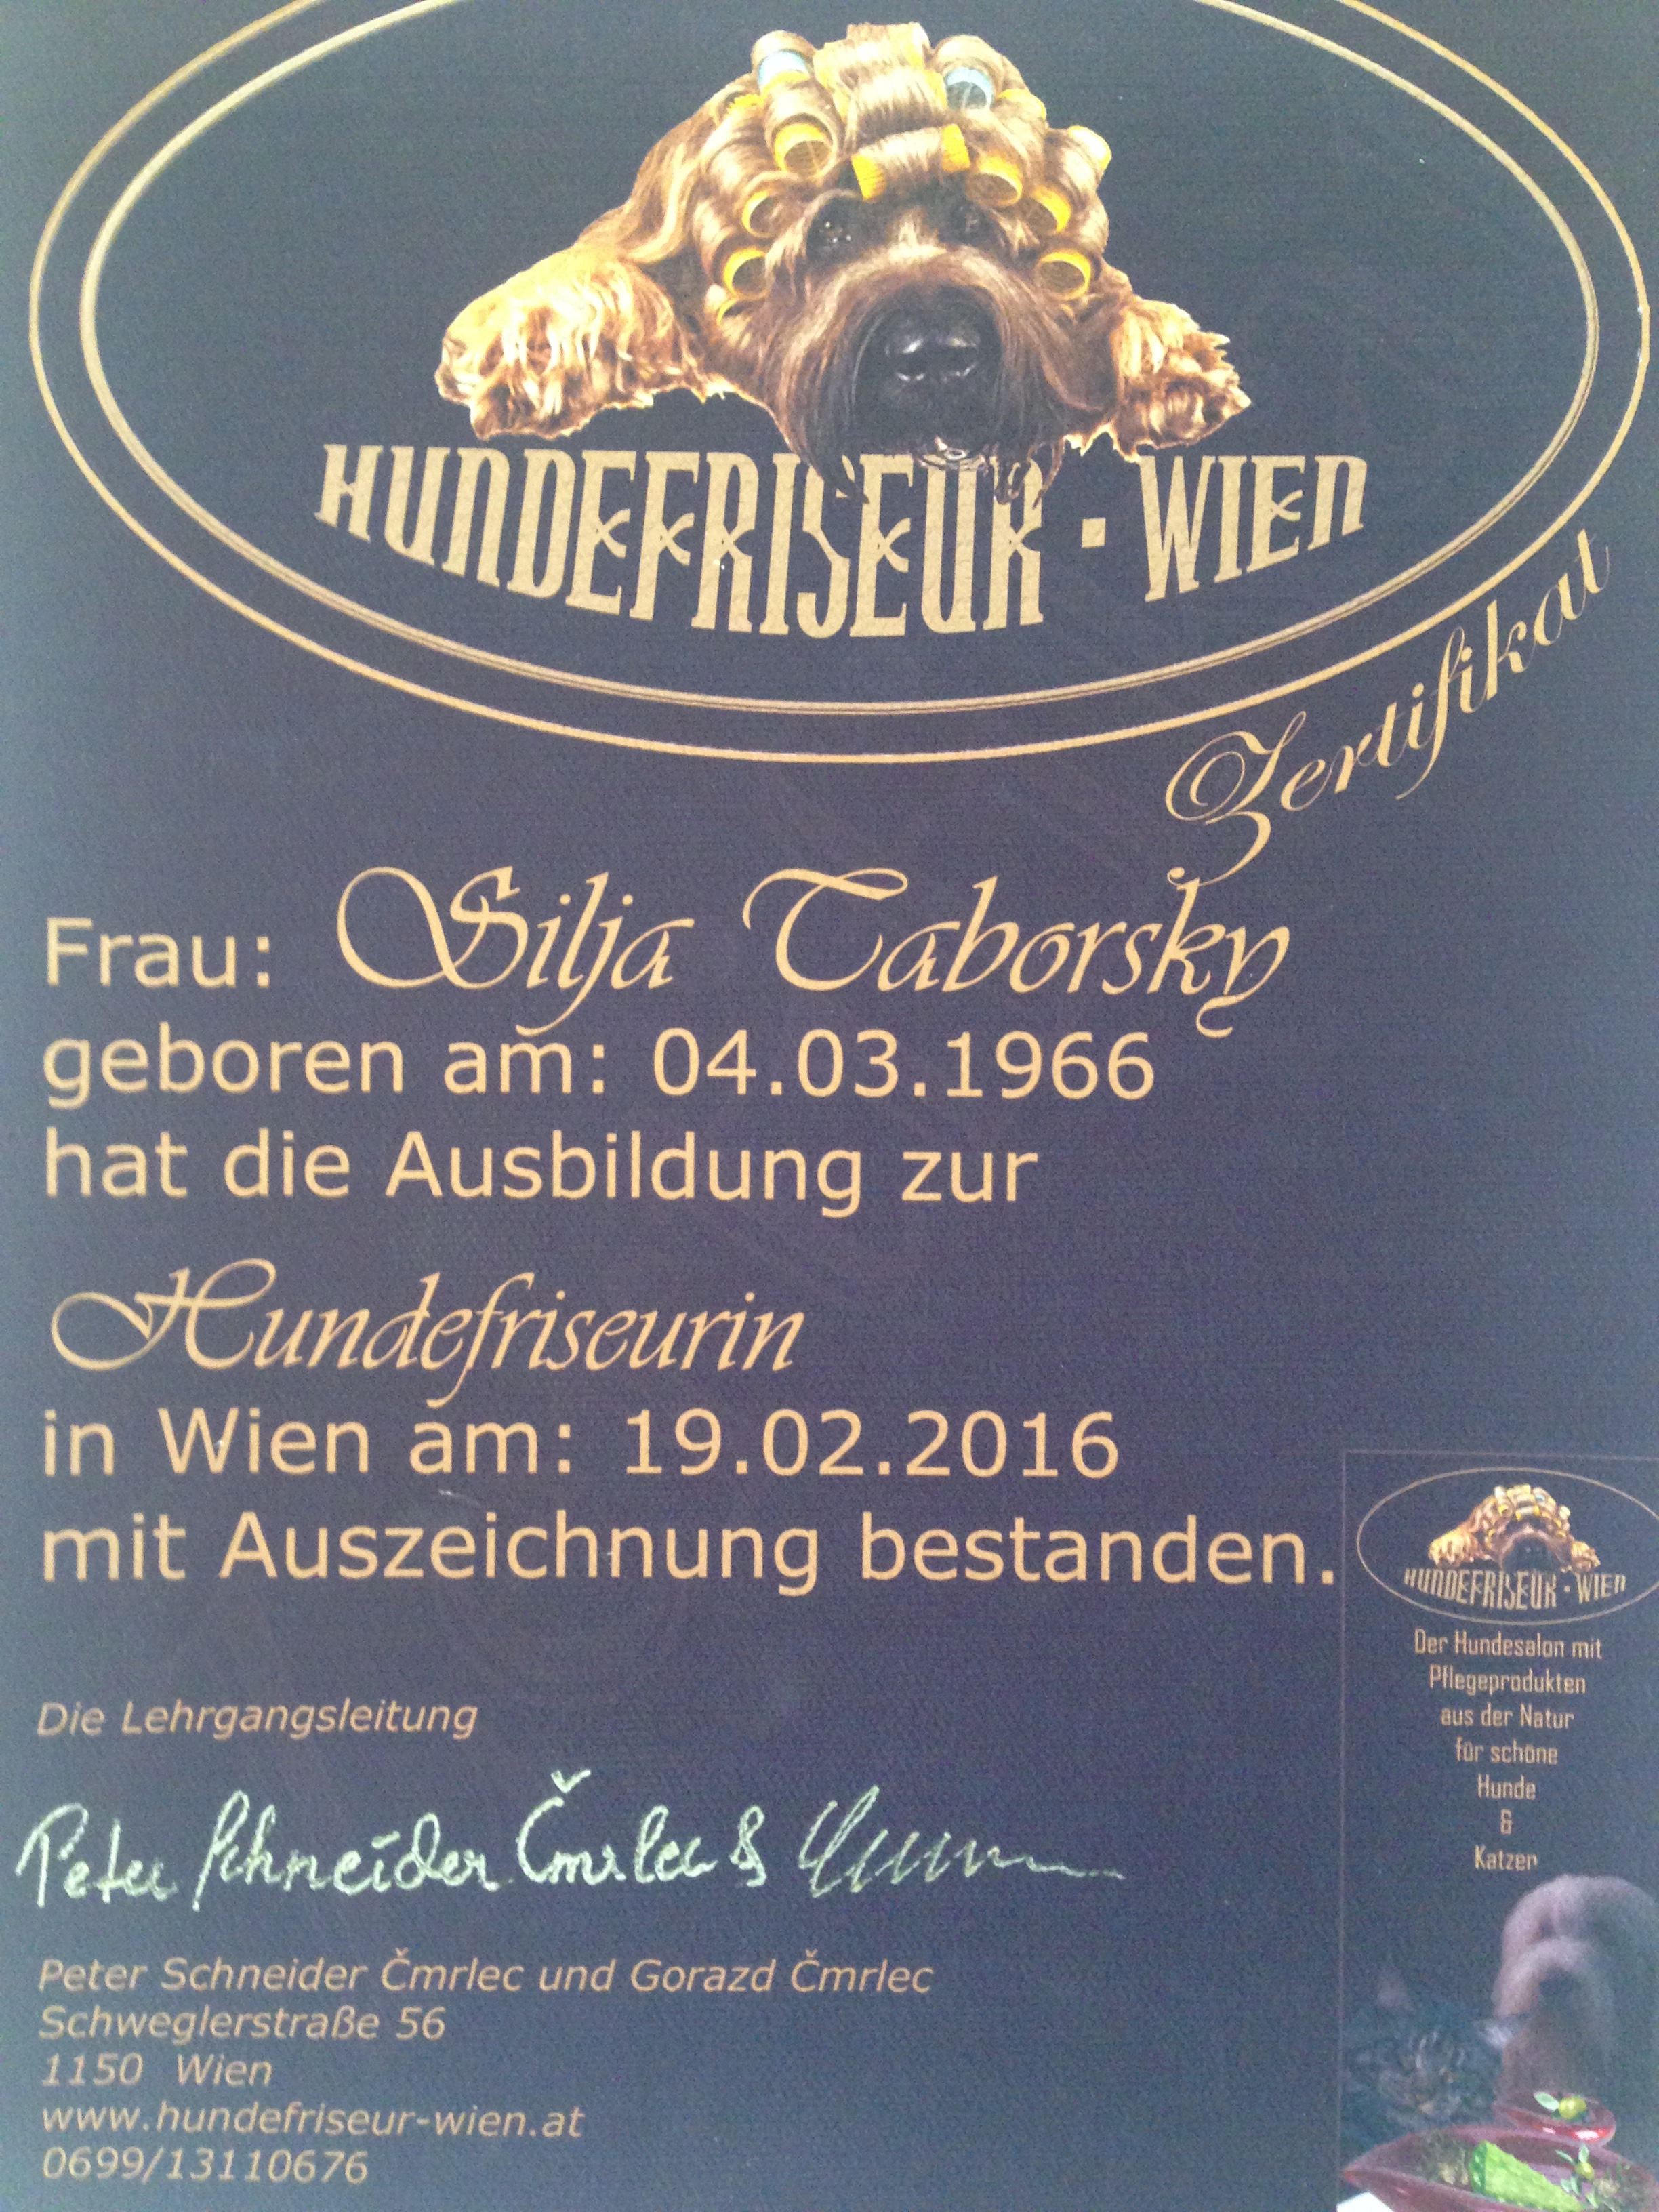 HUNDEFRISEUR · WIEN
Zertifikat
Frau: Silja Taborsky
geboren am: 04.03.1966
hat die Ausbildung zur
Hundefriseurin
in Wien am: 19.02.2016
mit Auszeichnung bestanden.
Die Lehrgangsleitung
Peter Schneider Čmrlec &
Peter Schneider Čmrlec und Gorazd Čmrlec
Schweglerstraße 56
1150 Wien
www.hundefriseur-wien.at
0699/13110676
HUNDEFRISEUR · WIEN
Der Hundesalon mit
Pflegeprodukten
aus der Natur
für schöne
Hunde
&
Katzen